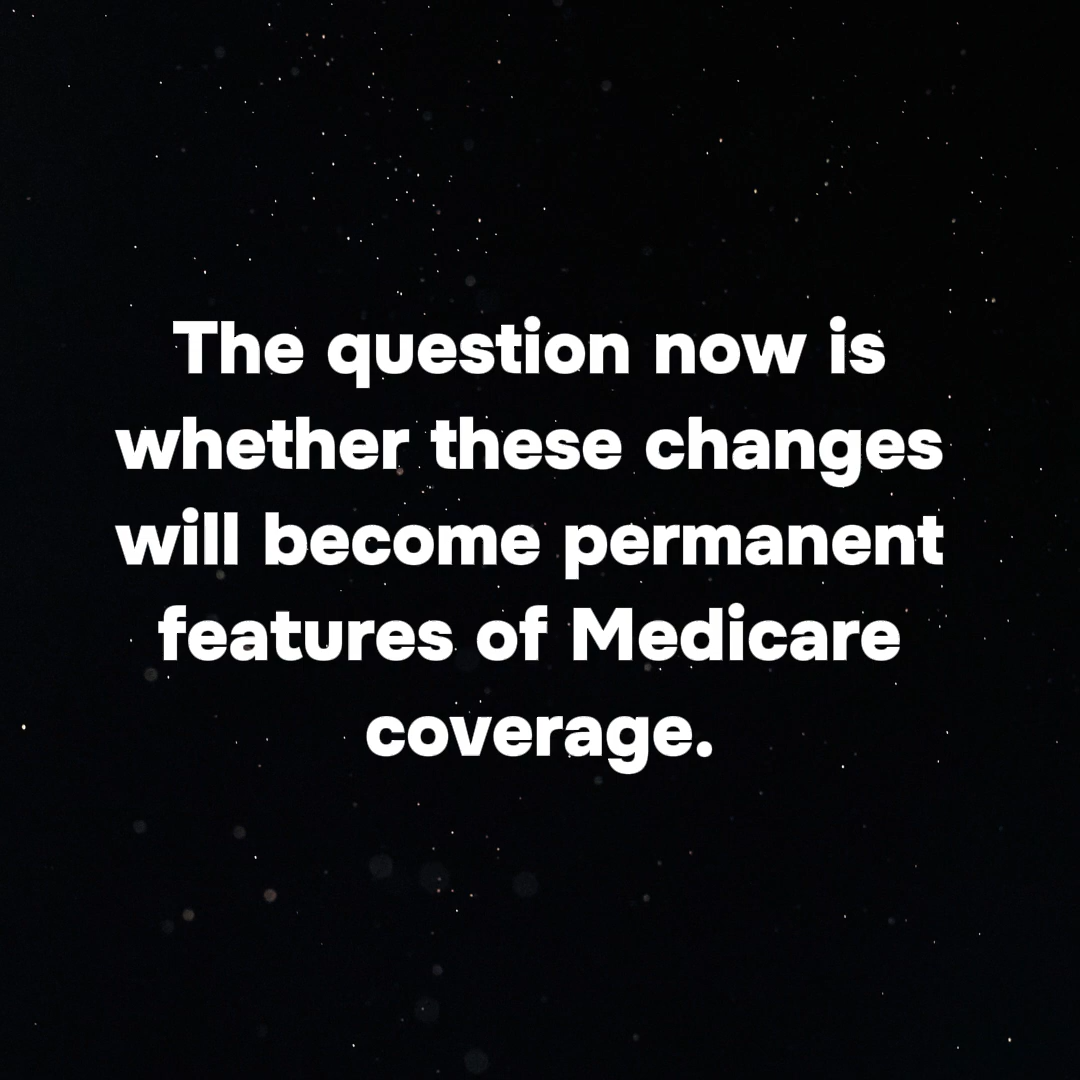 The question now is
whether these changes
will become permanent
features of Medicare
coverage.